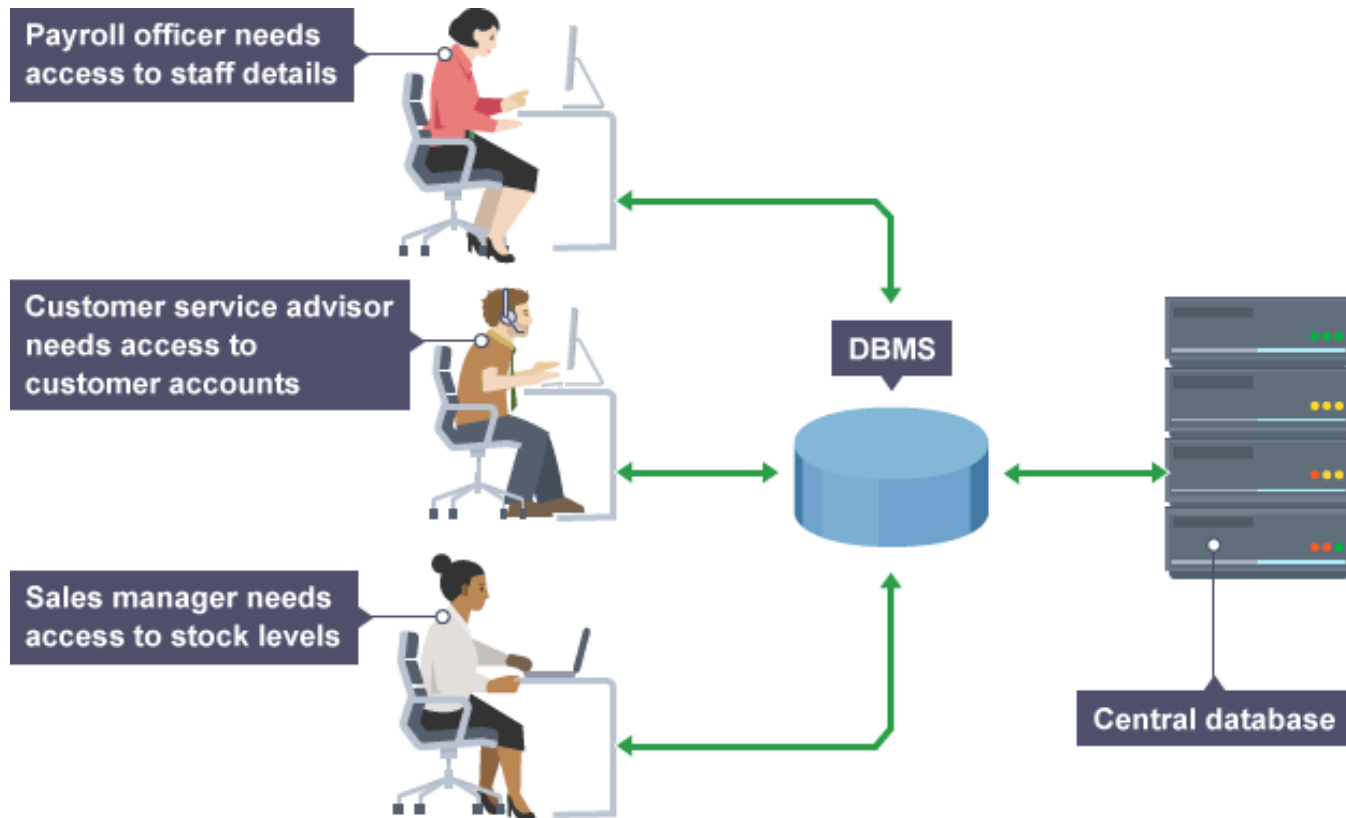 Payroll officer needs
access to staff details
Customer service advisor
needs access to
customer accounts
DBMS
Sales manager needs
access to stock levels
Central database